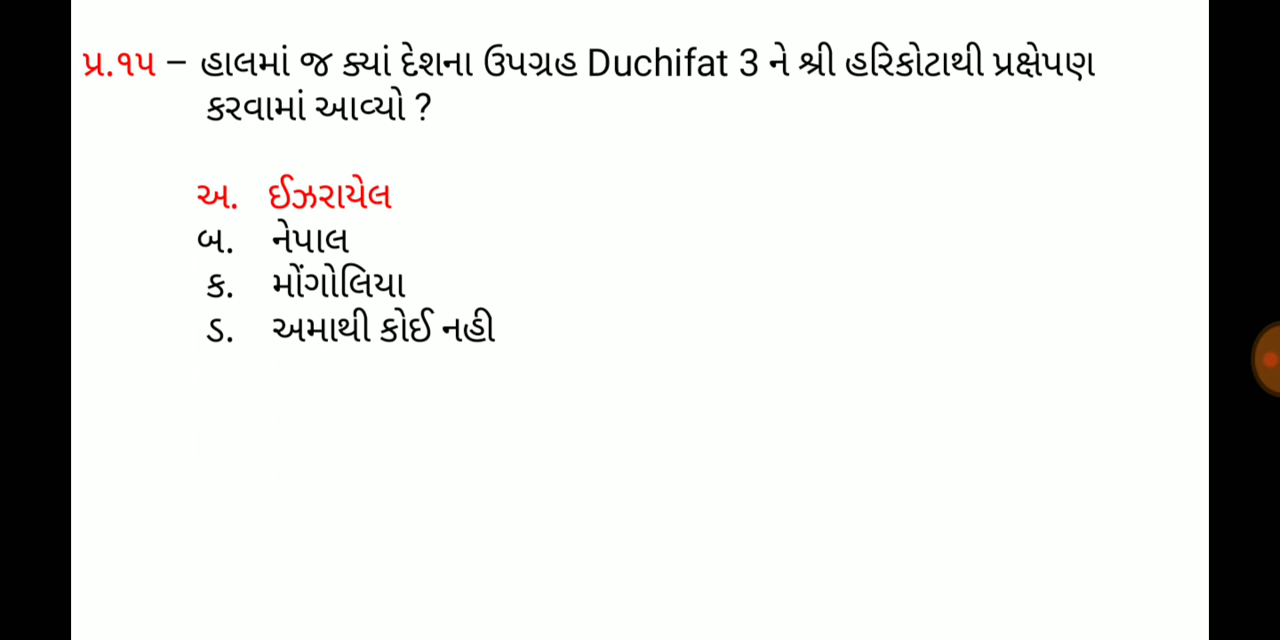 પ્ર.૧૫ – હાલમાં જ ક્યાં દેશના ઉપગ્રહ Duchifat 3 ને શ્રી હરિકોટાથી પ્રક્ષેપણ
કરવામાં આવ્યો ?
અ. ઈઝરાયેલ
બ. નેપાલ
ક. મોંગોલિયા
ડ. અમાથી કોઈ નહી